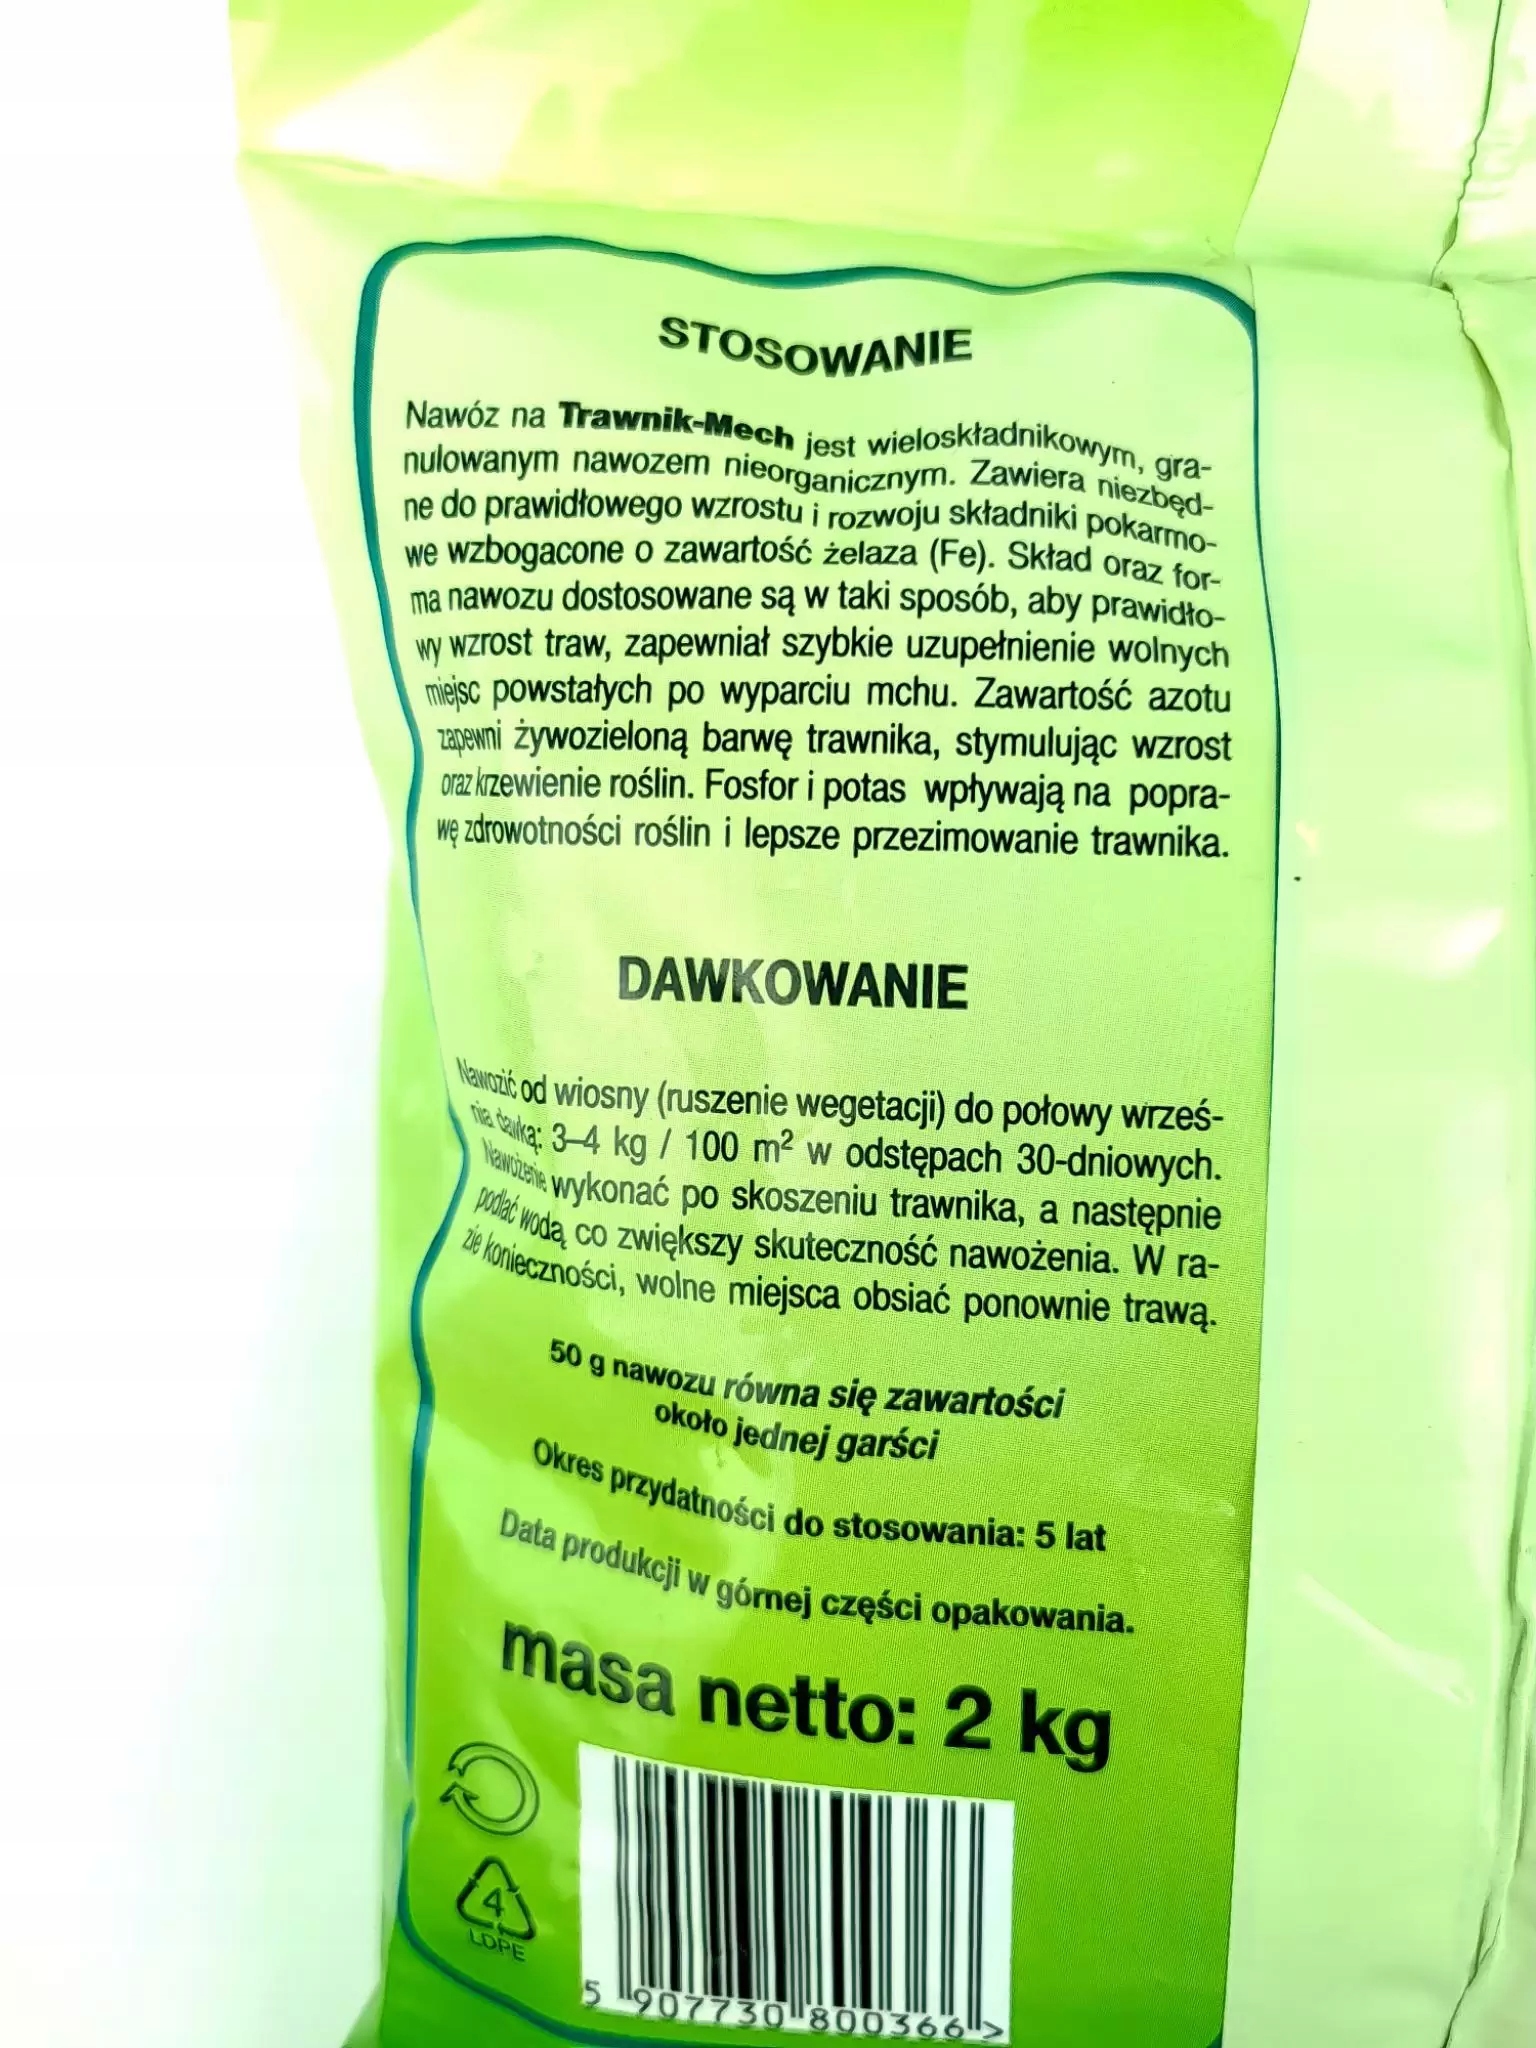 STOSOWANIE
Nawóz na Trawnik-Mech jest wieloskładnikowym, gra-
nulowanym nawozem nieorganicznym. Zawiera niezbęd-
ne do prawidłowego wzrostu i rozwoju składniki pokarmo-
we wzbogacone o zawartość żelaza (Fe). Skład oraz for-
ma nawozu dostosowane są w taki sposób, aby prawidło-
wy wzrost traw, zapewniał szybkie uzupełnienie wolnych
miejsc powstałych po wyparciu mchu. Zawartość azotu
zapewni żywozieloną barwę trawnika, stymulując wzrost
oraz krzewienie roślin. Fosfor i potas wpływają na popra-
wę zdrowotności roślin i lepsze przezimowanie trawnika.
DAWKOWANIE
Nawozić od wiosny (ruszenie wegetacji) do połowy wrześ-
nia dawką: 3–4 kg / 100 m² w odstępach 30-dniowych.
Nawożenie wykonać po skoszeniu trawnika, a następnie
podlać wodą, co zwiększy skuteczność nawożenia. W ra-
zie konieczności, wolne miejsca obsiać ponownie trawą.
50 g nawozu równa się zawartości
około jednej garści
Okres przydatności do stosowania: 5 lat
Data produkcji w górnej części opakowania.
masa netto: 2 kg
4
LDPE
5 907730 800366 >